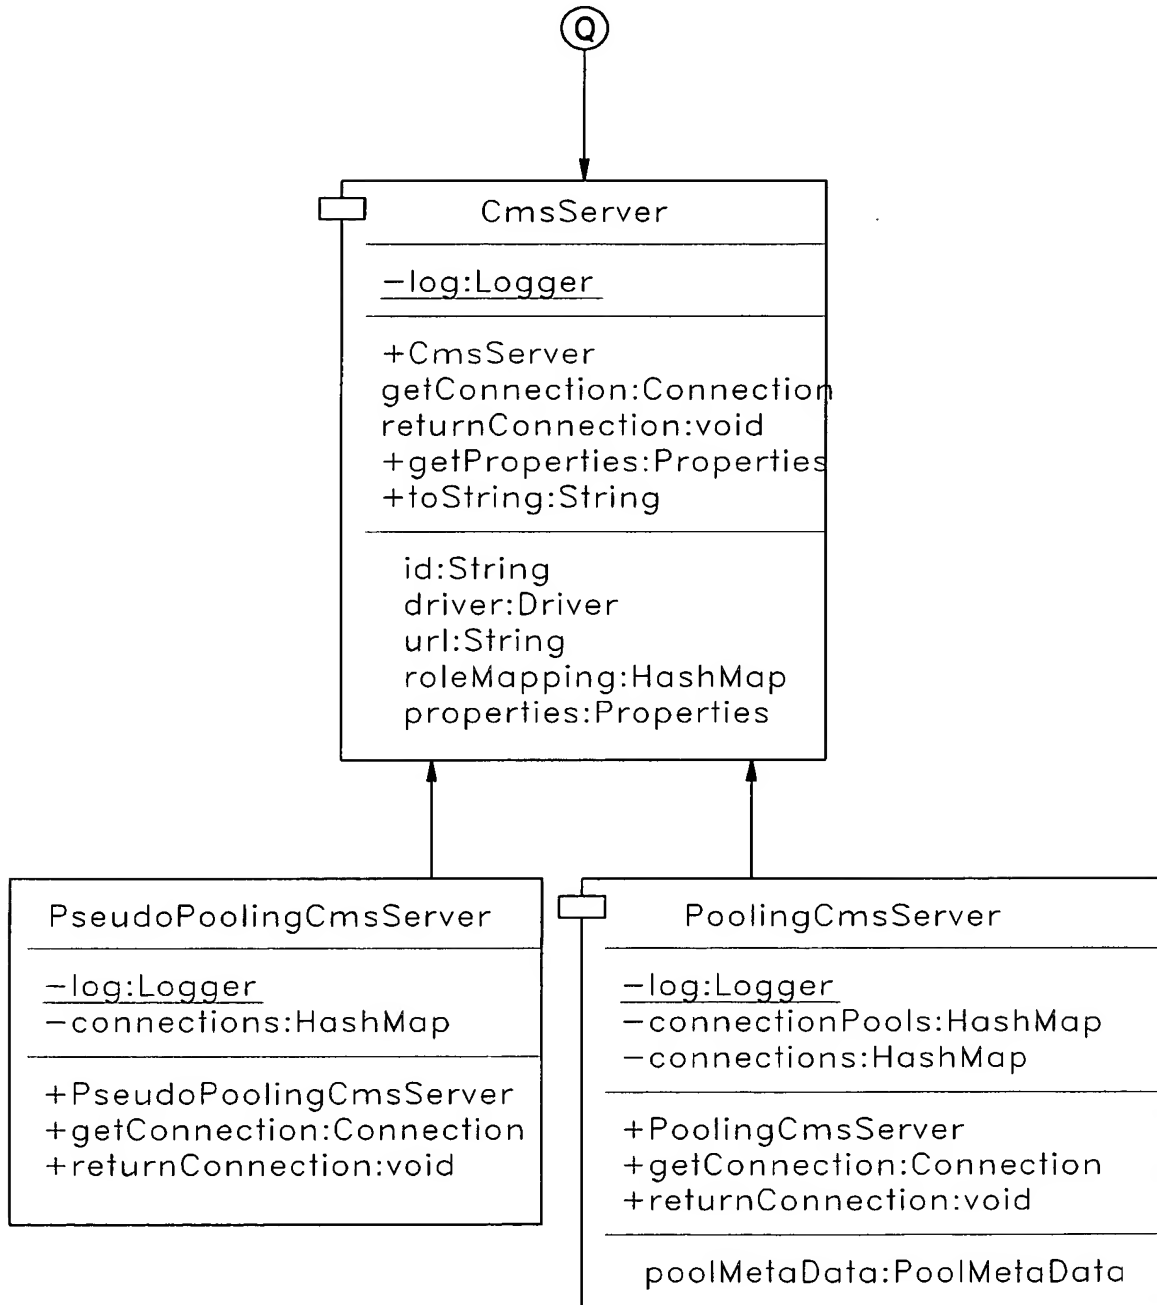 Q
CmsServer
-log:Logger
+CmsServer
getConnection:Connection
returnConnection:void
+getProperties:Properties
+toString:String
id:String
driver:Driver
url:String
roleMapping:HashMap
properties:Properties
PseudoPoolingCmsServer
-log:Logger
-connections:HashMap
+PseudoPoolingCmsServer
+getConnection:Connection
+returnConnection:void
PoolingCmsServer
-log:Logger
-connectionPools:HashMap
-connections:HashMap
+PoolingCmsServer
+getConnection:Connection
+returnConnection:void
poolMetaData:PoolMetaData